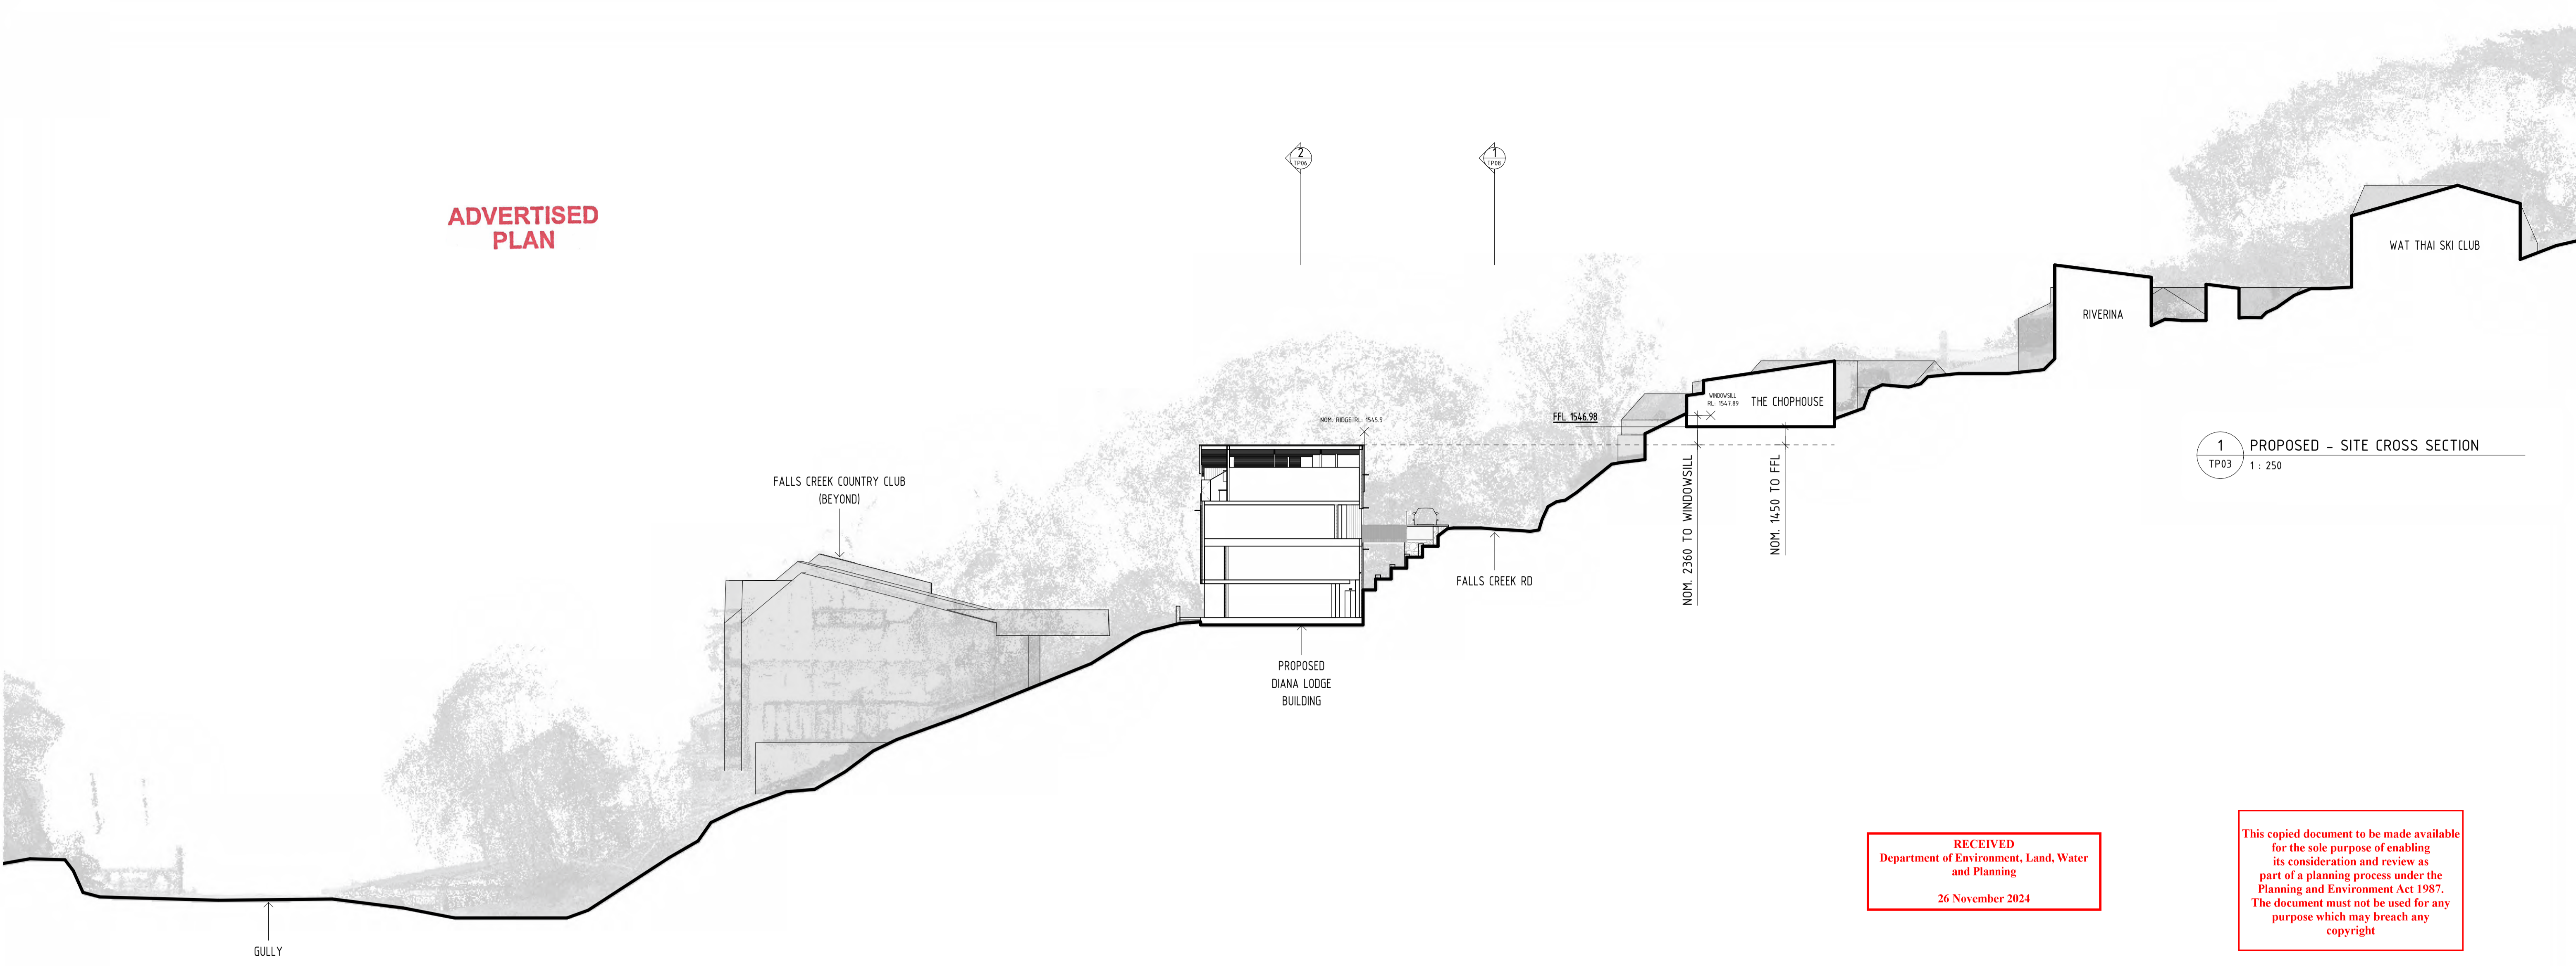 2
TP06
1
TP08
ADVERTISED
PLAN
WAT THAI SKI CLUB
RIVERINA
WINDOWSILL
RL: 1547.89
THE CHOPHOUSE
FFL 1546.98
NOM. RIDGE RL: 1545.5
1
TP03
PROPOSED - SITE CROSS SECTION
1 : 250
FALLS CREEK COUNTRY CLUB
(BEYOND)
NOM. 2360 TO WINDOWSILL
NOM. 1450 TO FFL
FALLS CREEK RD
PROPOSED
DIANA LODGE
BUILDING
GULLY
RECEIVED
Department of Environment, Land, Water
and Planning
26 November 2024
This copied document to be made available
for the sole purpose of enabling
its consideration and review as
part of a planning process under the
Planning and Environment Act 1987.
The document must not be used for any
purpose which may breach any
copyright